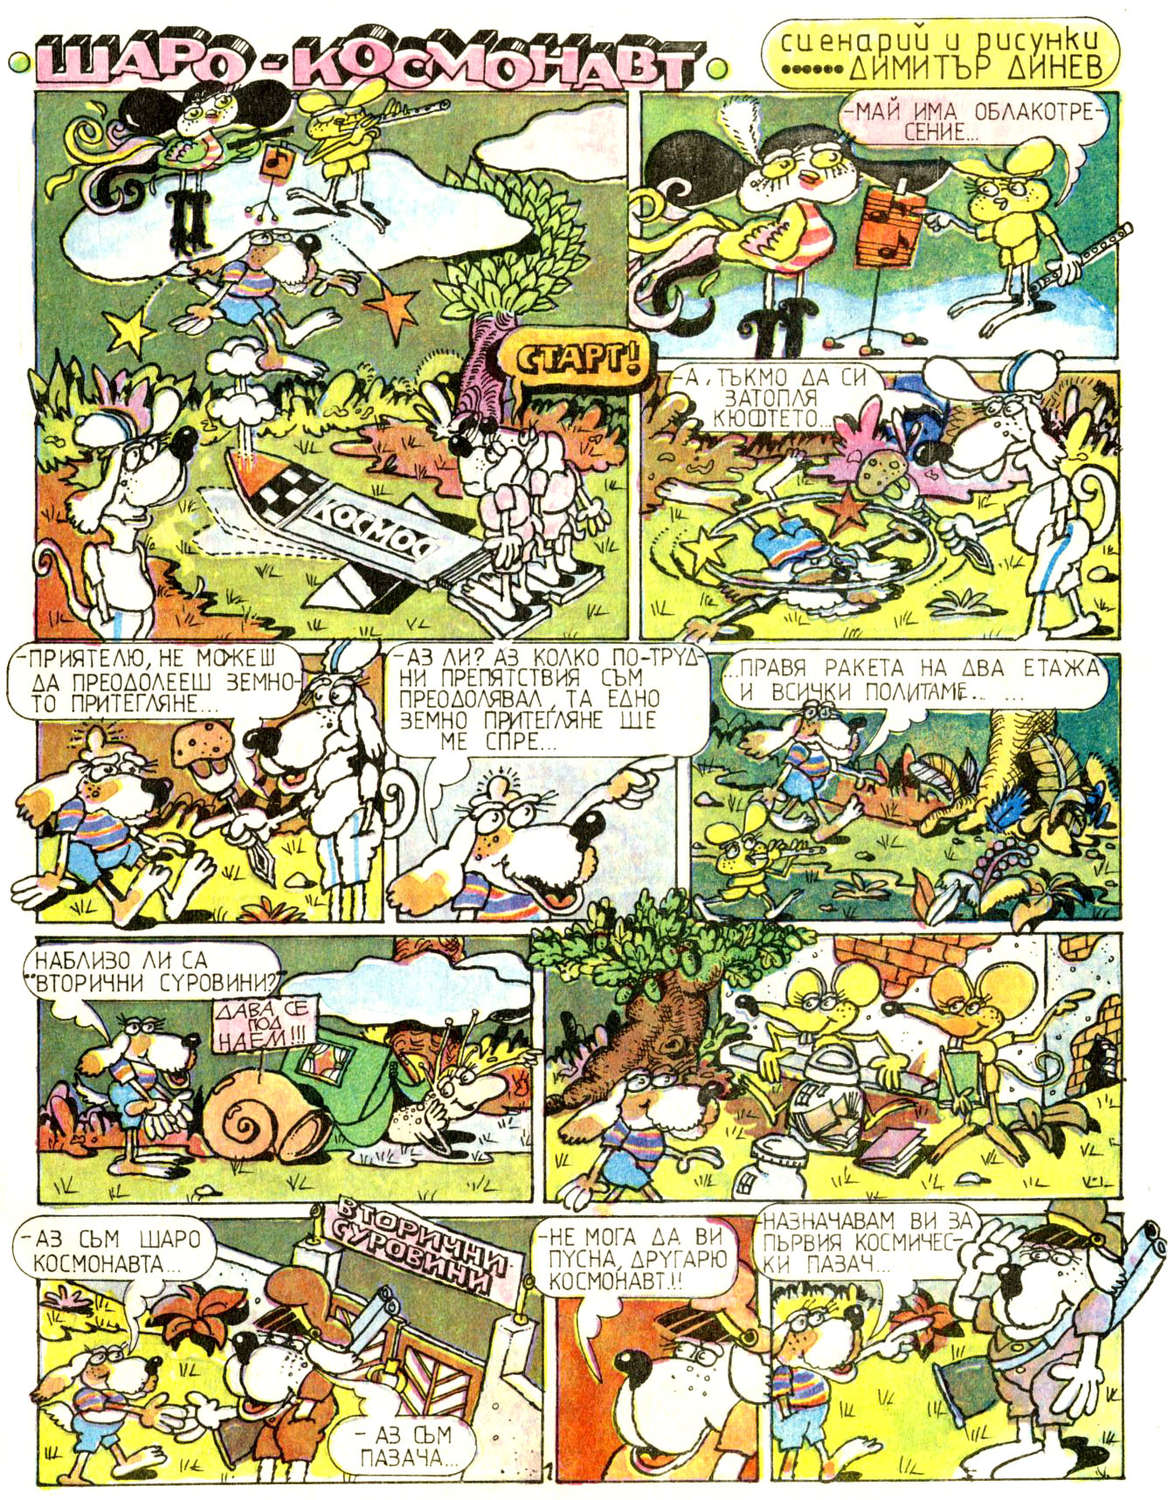 ШАРО-КОСМОНАВТ
сценарий и рисунки
ДИМИТЪР ДИНЕВ
СТАРТ!
КОСМОС
-МАЙ ИМА ОБЛАКОТРЕ-
СЕНИЕ...
-А, ТЪКМО ДА СИ
ЗАТОПЛЯ
КЮФТЕТО...
-ПРИЯТЕЛЮ, НЕ МОЖЕШ
ДА ПРЕОДОЛЕЕШ ЗЕМНО-
ТО ПРИТЕГЛЯНЕ...
-АЗ ЛИ? АЗ КОЛКО ПО-ТРУД-
НИ ПРЕПЯТСТВИЯ СЪМ
ПРЕОДОЛЯВАЛ, ТА ЕДНО
ЗЕМНО ПРИТЕГЛЯНЕ ЩЕ
МЕ СПРЕ...
...ПРАВЯ РАКЕТА НА ДВА ЕТАЖА
И ВСИЧКИ ПОЛИТАМЕ... ...
НАБЛИЗО ЛИ СА
"ВТОРИЧНИ СУРОВИНИ?"
ДАВА СЕ
ПОД
НАЕМ!!!
-АЗ СЪМ ШАРО
КОСМОНАВТА...
ВТОРИЧНИ
СУРОВИНИ
- АЗ СЪМ
ПАЗАЧА...
-НЕ МОГА ДА ВИ
ПУСНА, ДРУГАРЮ
КОСМОНАВТ!!!
-НАЗНАЧАВАМ ВИ ЗА
ПЪРВИЯ КОСМИЧЕС-
КИ ПАЗАЧ...